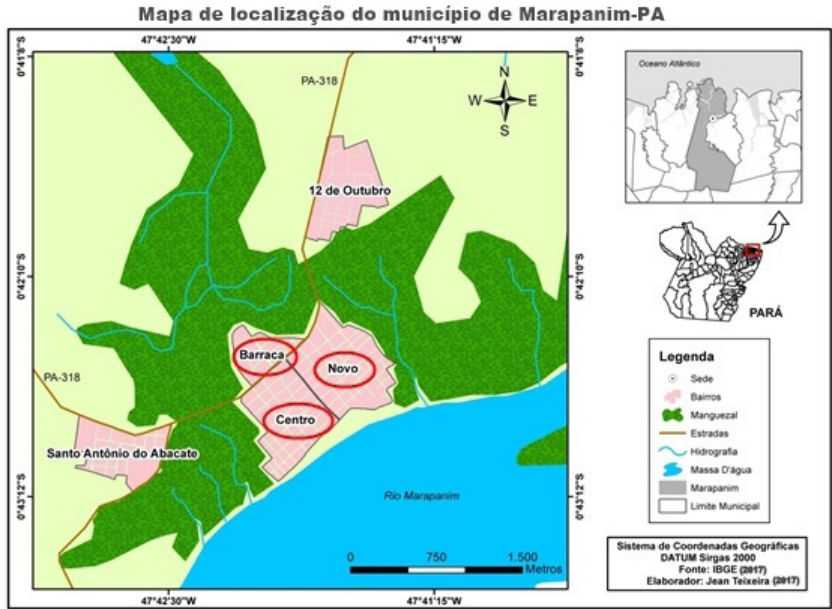 Mapa de localização do município de Marapanim-PA
47°42'30"W
47°41'15"W
0°41'8"S
0°41'8"S
PA-318
N
W E
S
12 de Outubro
0°42'10"S
0°42'10"S
Barraca
Novo
PA-318
Centro
Santo Antônio do Abacate
0°43'12"S
0°43'12"S
Rio Marapanim
0 750 1.500
Metros
47°42'30"W
47°41'15"W
Oceano Atlântico
PARÁ
Legenda
Sede
Bairros
Manguezal
Estradas
Hidrografia
Massa D'água
Marapanim
Limite Municipal
Sistema de Coordenadas Geográficas
DATUM Sirgas 2000
Fonte: IBGE (2017)
Elaborador: Jean Teixeira (2017)